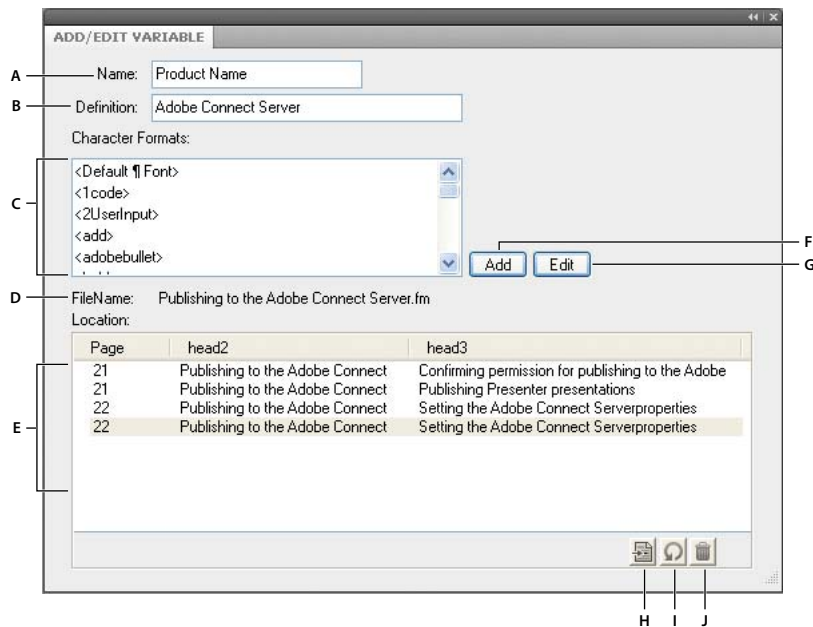 ADD/EDIT VARIABLE
A Name: Product Name
B Definition: Adobe Connect Server
Character Formats:
C
<Default ¶ Font>
<1code>
<2UserInput>
<add>
<adobebullet>
Add Edit
F
G
D FileName: Publishing to the Adobe Connect Server.fm
Location:
Page head2 head3
E
21 Publishing to the Adobe Connect Confirming permission for publishing to the Adobe
21 Publishing to the Adobe Connect Publishing Presenter presentations
22 Publishing to the Adobe Connect Setting the Adobe Connect Serverproperties
22 Publishing to the Adobe Connect Setting the Adobe Connect Serverproperties
H I J